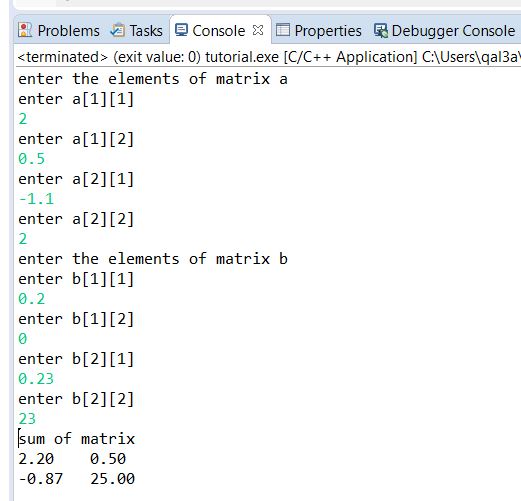 Problems Tasks Console Properties Debugger Console
<terminated> (exit value: 0) tutorial.exe [C/C++ Application] C:\Users\qal3a\
enter the elements of matrix a
enter a[1][1]
2
enter a[1][2]
0.5
enter a[2][1]
-1.1
enter a[2][2]
2
enter the elements of matrix b
enter b[1][1]
0.2
enter b[1][2]
0
enter b[2][1]
0.23
enter b[2][2]
23
sum of matrix
2.20    0.50
-0.87   25.00